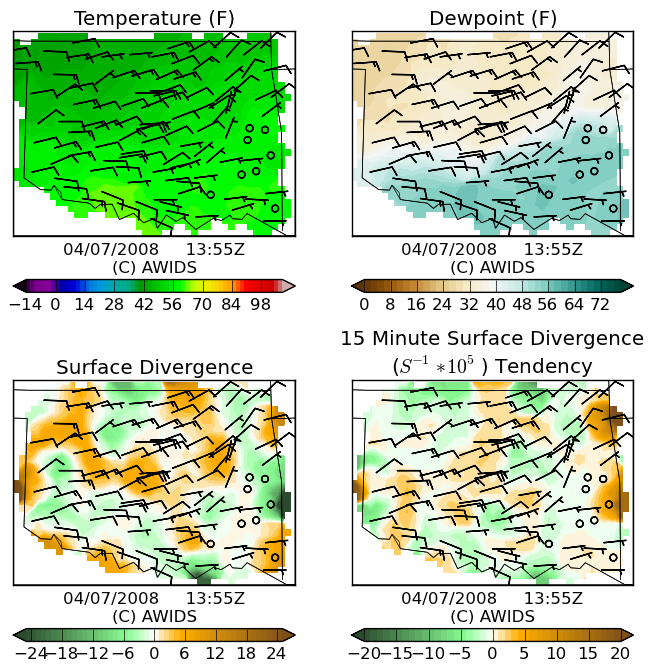 Temperature (F)
04/07/2008 13:55Z
(C) AWIDS
−14 0 14 28 42 56 70 84 98
Dewpoint (F)
04/07/2008 13:55Z
(C) AWIDS
0 8 16 24 32 40 48 56 64 72
Surface Divergence
04/07/2008 13:55Z
(C) AWIDS
−24 −18 −12 −6 0 6 12 18 24
15 Minute Surface Divergence
(S⁻¹ *10⁵ ) Tendency
04/07/2008 13:55Z
(C) AWIDS
−20 −15 −10 −5 0 5 10 15 20